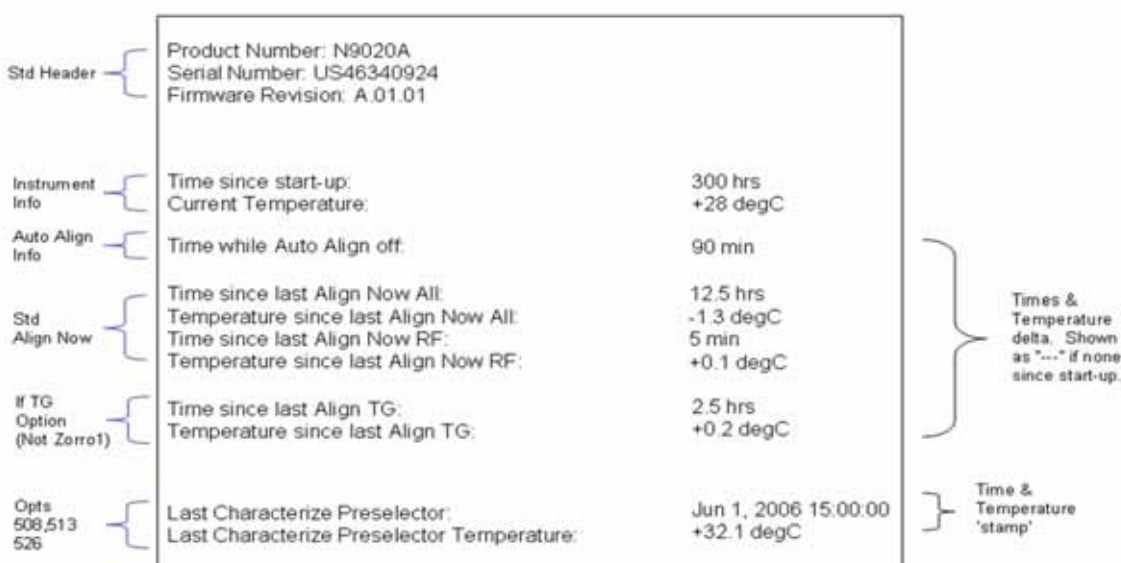 Std Header
Product Number: N9020A
Serial Number: US46340924
Firmware Revision: A.01.01
Instrument
Info
Time since start-up: 300 hrs
Current Temperature: +28 degC
Auto Align
Info
Time while Auto Align off: 90 min
Std
Align Now
Time since last Align Now All: 12.5 hrs
Temperature since last Align Now All: -1.3 degC
Time since last Align Now RF: 5 min
Temperature since last Align Now RF: +0.1 degC
Times &
Temperature
delta. Shown
as "---" if none
since start-up.
If TG
Option
(Not Zorro1)
Time since last Align TG: 2.5 hrs
Temperature since last Align TG: +0.2 degC
Opts
508,513
526
Last Characterize Preselector: Jun 1, 2006 15:00:00
Last Characterize Preselector Temperature: +32.1 degC
Time &
Temperature
'stamp'